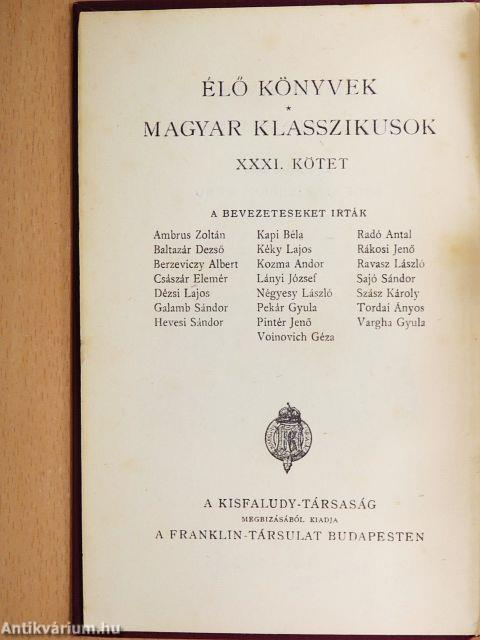 ÉLŐ KÖNYVEK
*
MAGYAR KLASSZIKUSOK
XXXI. KÖTET
A BEVEZETÉSEKET IRTÁK
Ambrus Zoltán
Baltazár Dezső
Berzeviczy Albert
Császár Elemér
Dézsi Lajos
Galamb Sándor
Hevesi Sándor
Kapi Béla
Kéky Lajos
Kozma Andor
Lányi József
Négyesy László
Pekár Gyula
Pintér Jenő
Voinovich Géza
Radó Antal
Rákosi Jenő
Ravasz László
Sajó Sándor
Szász Károly
Tordai Ányos
Vargha Gyula
A KISFALUDY-TÁRSASÁG
MEGBIZÁSÁBÓL KIADJA
A FRANKLIN-TÁRSULAT BUDAPESTEN
Antikvárium.hu